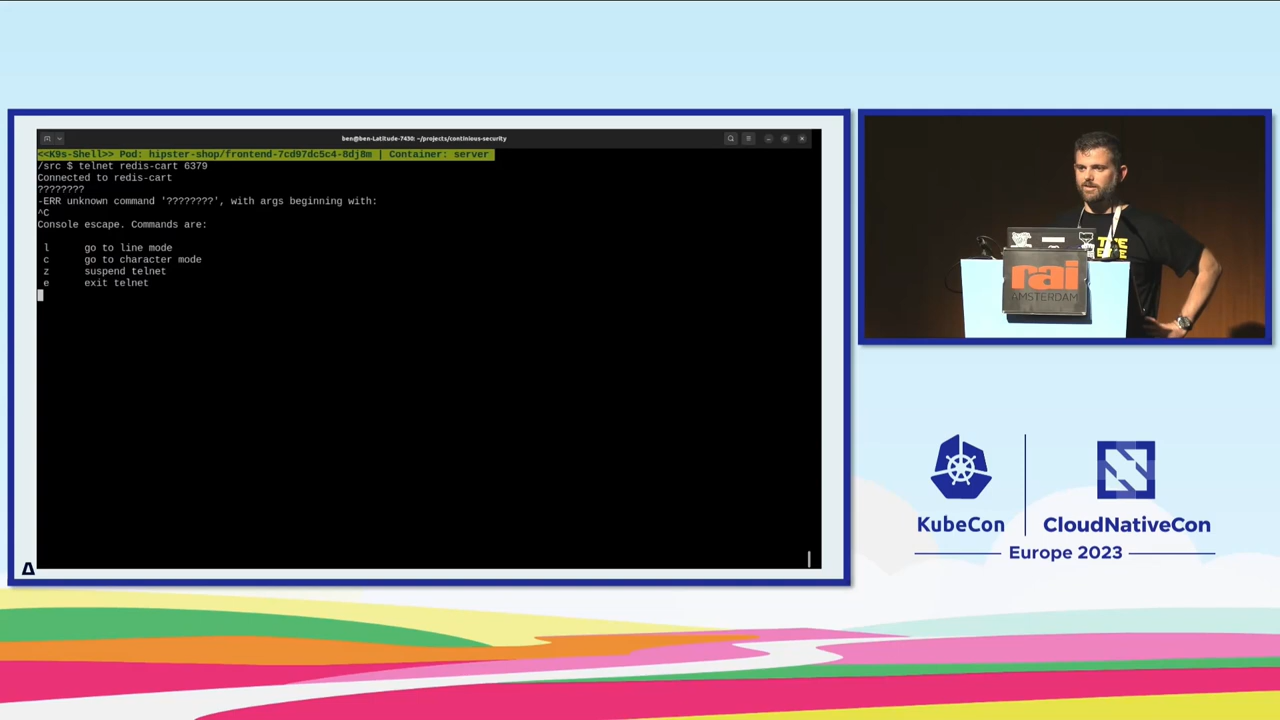 ben@ben-Latitude-7430: ~/projects/continious-security
<<K9s-Shell>> Pod: hipster-shop/frontend-7cd97dc5c4-8dj8m | Container: server
/src $ telnet redis-cart 6379
Connected to redis-cart
????????
-ERR unknown command '????????', with args beginning with:
^C
Console escape. Commands are:
l go to line mode
c go to character mode
z suspend telnet
e exit telnet
rai
AMSTERDAM
KubeCon
CloudNativeCon
Europe 2023